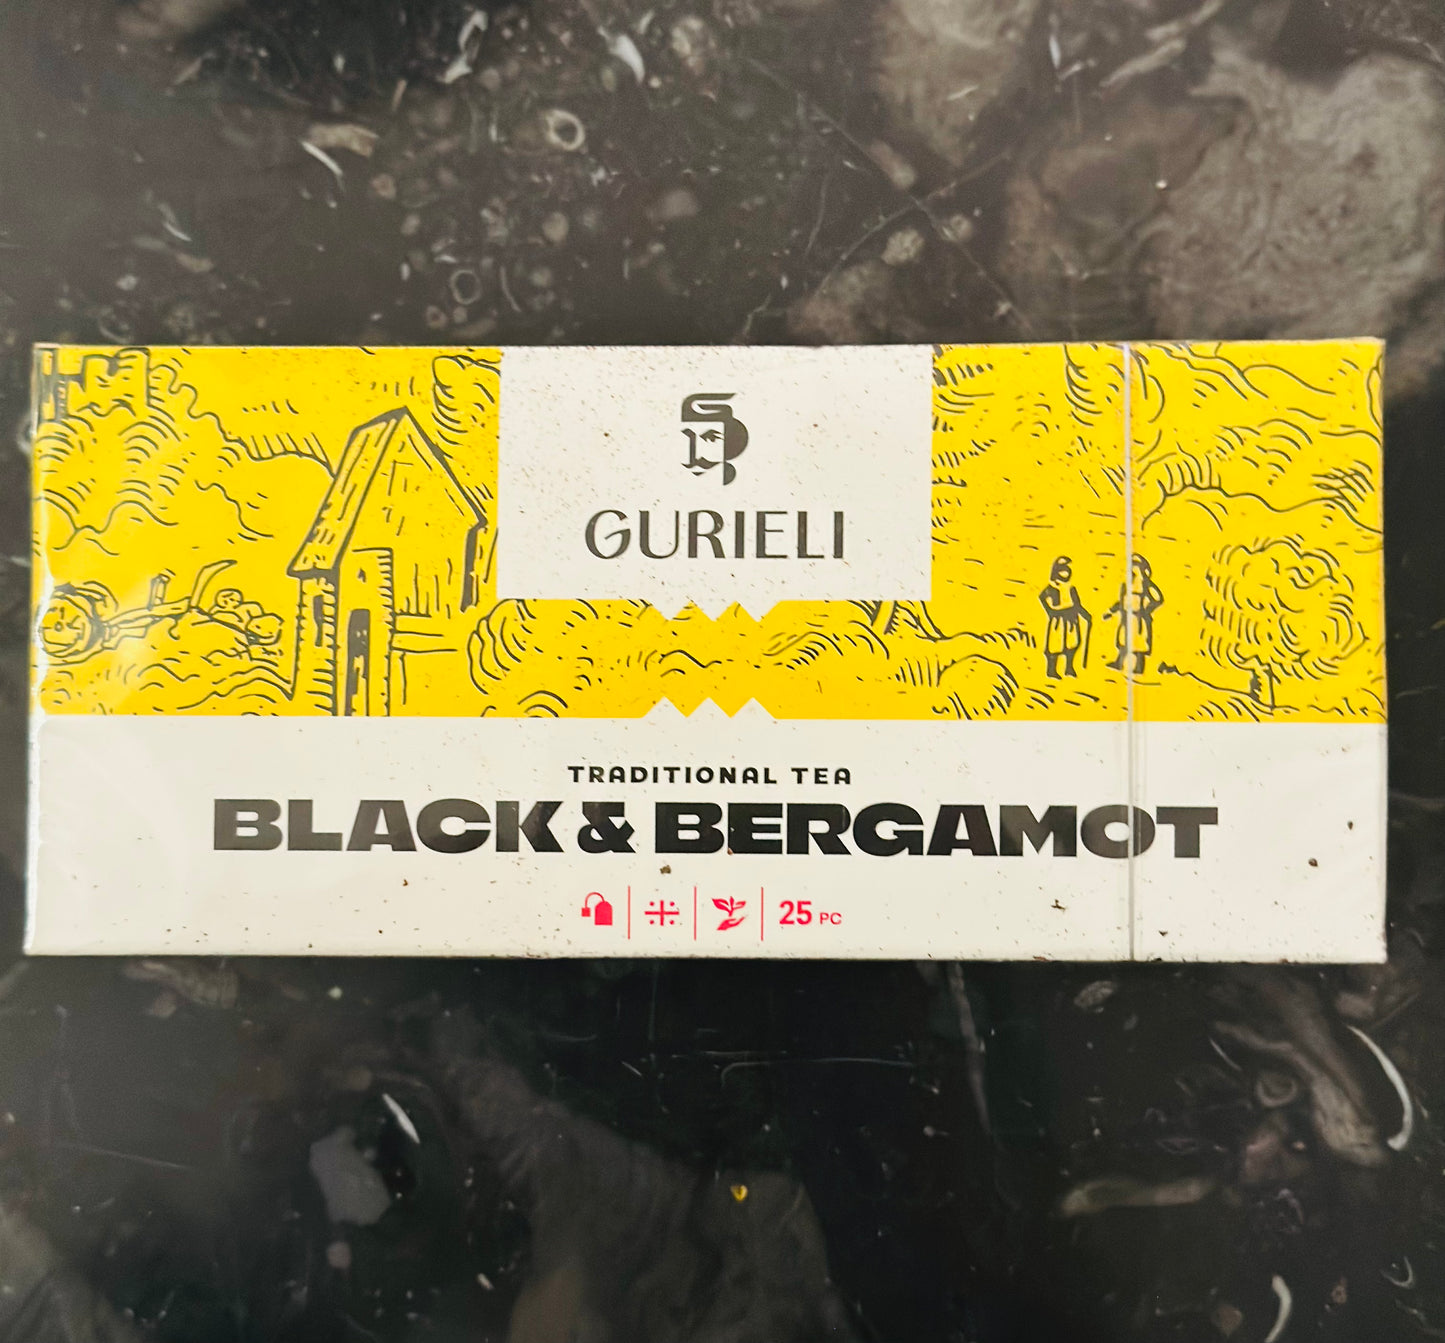 GURIELI
TRADITIONAL TEA
BLACK & BERGAMOT
25 PC